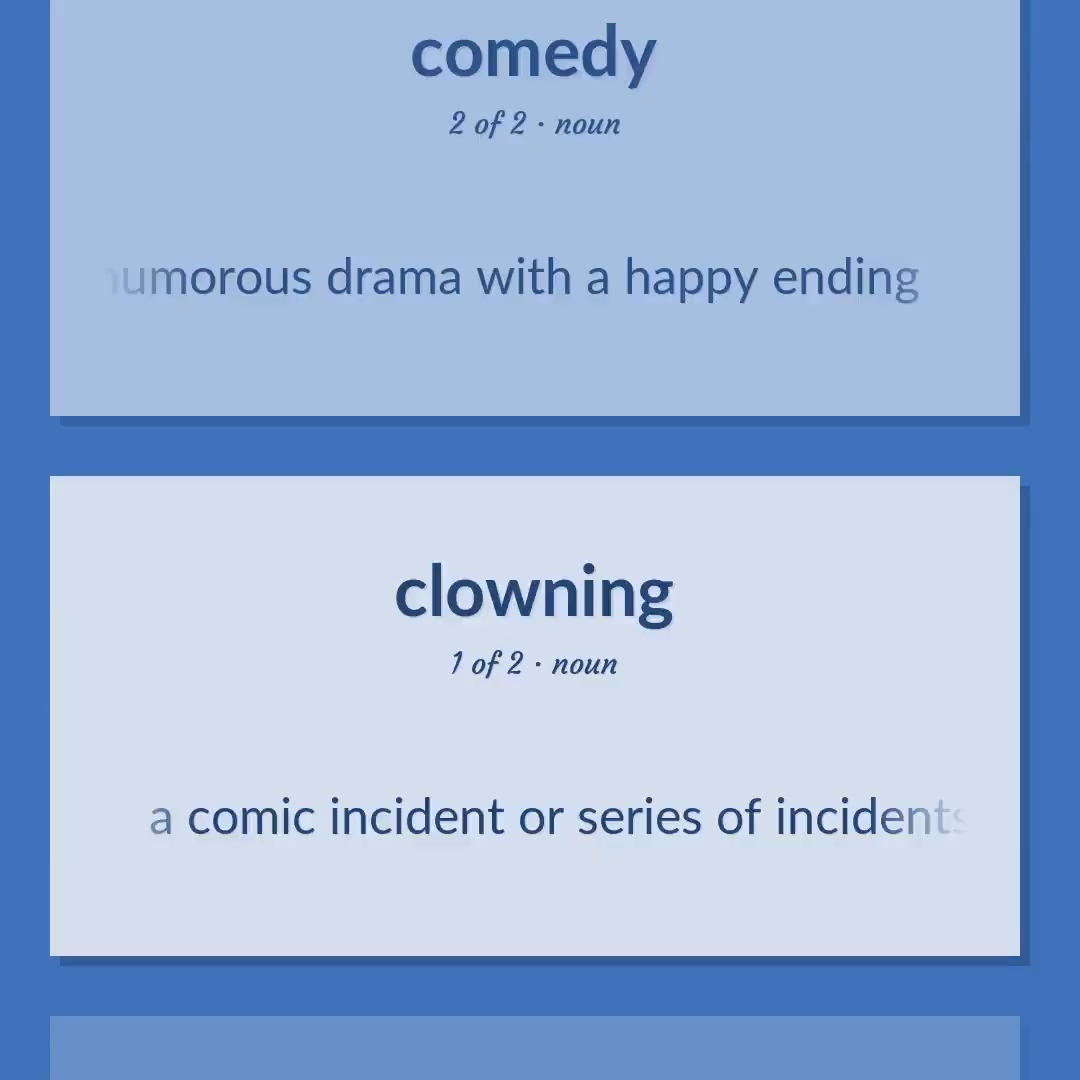 comedy
2 of 2 · noun
humorous drama with a happy ending
clowning
1 of 2 · noun
a comic incident or series of incidents